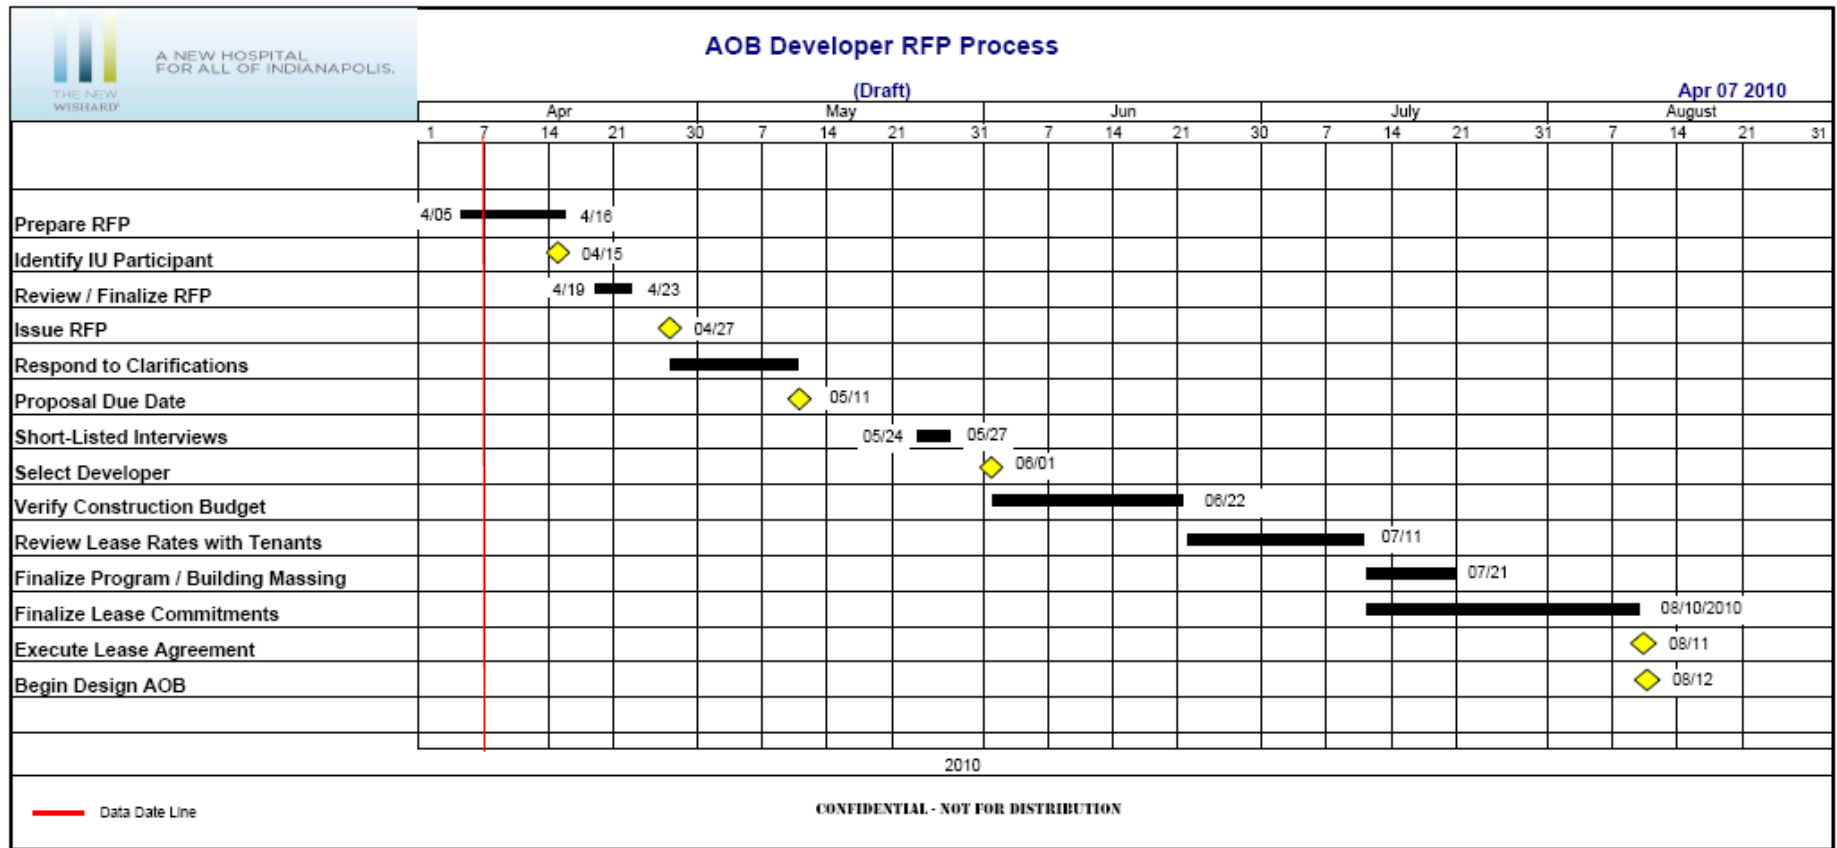 A NEW HOSPITAL
FOR ALL OF INDIANAPOLIS.
THE NEW
WISHARD
AOB Developer RFP Process
(Draft)
Apr 07 2010
Apr May Jun July August
1 7 14 21 30 7 14 21 31 7 14 21 30 7 14 21 31 7 14 21 31
Prepare RFP 4/05 4/16
Identify IU Participant 04/15
Review / Finalize RFP 4/19 4/23
Issue RFP 04/27
Respond to Clarifications
Proposal Due Date 05/11
Short-Listed Interviews 05/24 05/27
Select Developer 06/01
Verify Construction Budget 06/22
Review Lease Rates with Tenants 07/11
Finalize Program / Building Massing 07/21
Finalize Lease Commitments 08/10/2010
Execute Lease Agreement 08/11
Begin Design AOB 08/12
2010
Data Date Line
CONFIDENTIAL - NOT FOR DISTRIBUTION